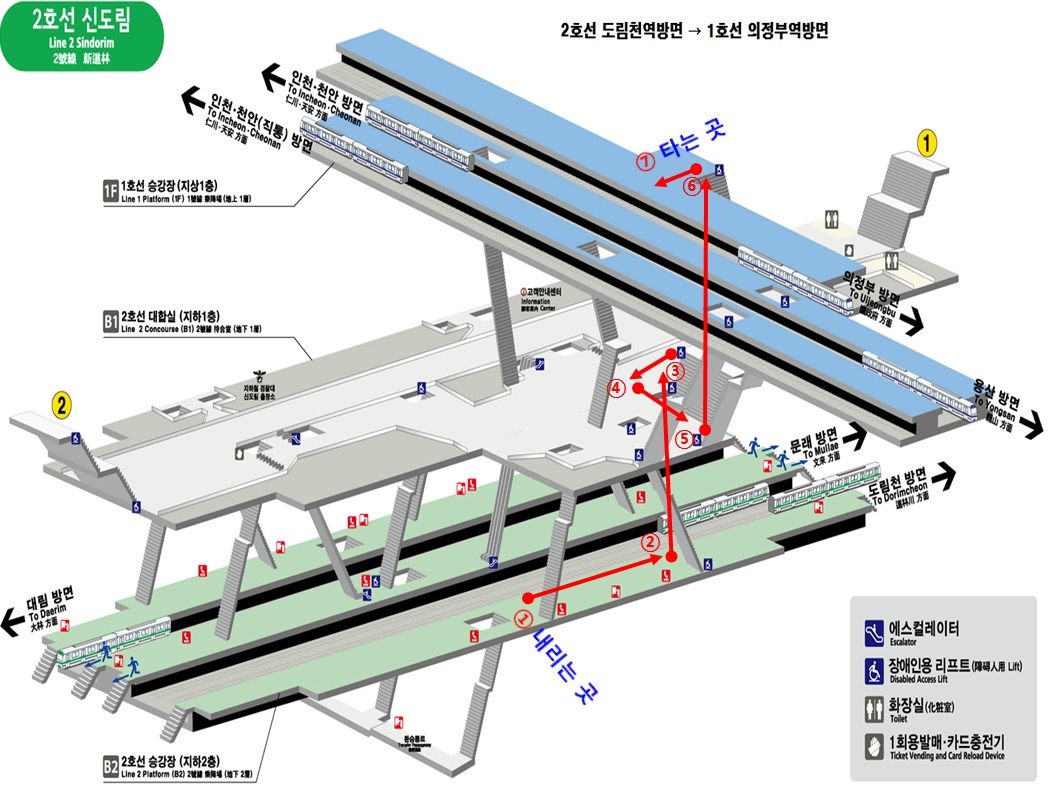 2호선 신도림
Line 2 Sindorim
2號線 新道林
2호선 도림천역방면 → 1호선 의정부역방면
인천·천안 방면
To Incheon·Cheonan
仁川·天安 方面
인천·천안(직통) 방면
To Incheon·Cheonan
仁川·天安 方面
⑦ 타는 곳
⑥
1
1F 1호선 승강장 (지상1층)
Line 1 Platform (1F) 1號線 乘降場 (地上 1層)
의정부 방면
To Uijeongbu
議政府 方面
용산 방면
To Yongsan
龍山 方面
ⓘ고객안내센터
Information
顧客案內 Center
B1 2호선 대합실 (지하1층)
Line 2 Concourse (B1) 2號線 待合室 (地下 1層)
지하철 경찰대
신도림 출장소
③
④
⑤
2
문래 방면
To Mullae
文來 方面
도림천 방면
To Dorimcheon
道林川 方面
②
①
내리는 곳
대림 방면
To Daerim
大林 方面
환승통로
Transfer Passageway
B2 2호선 승강장 (지하2층)
Line 2 Platform (B2) 2號線 乘降場 (地下 2層)
에스컬레이터
Escalator
장애인용 리프트(障碍人用 Lift)
Disabled Access Lift
화장실(化粧室)
Toilet
1회용발매·카드충전기
Ticket Vending and Card Reload Device